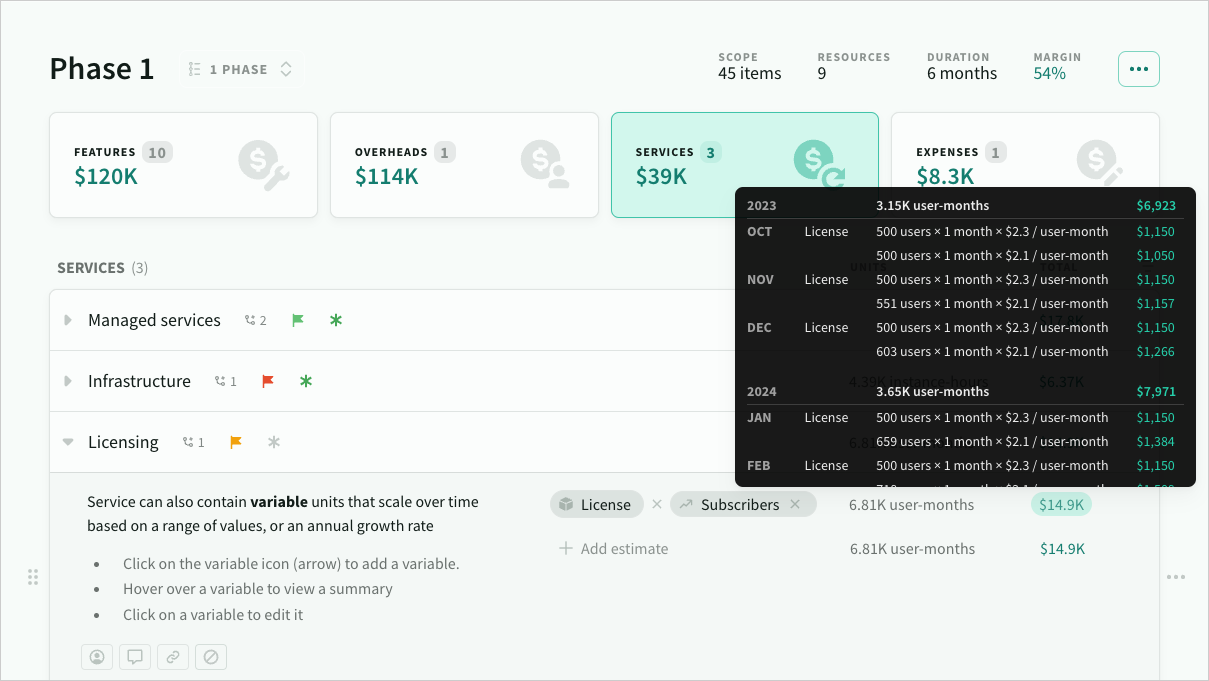 Phase 1
1 PHASE
SCOPE
45 items
RESOURCES
9
DURATION
6 months
MARGIN
54%
FEATURES 10
$120K
OVERHEADS 1
$114K
SERVICES 3
$39K
EXPENSES 1
$8.3K
2023 3.15K user-months $6,923
OCT License 500 users × 1 month × $2.3 / user-month $1,150
500 users × 1 month × $2.1 / user-month $1,050
NOV License 500 users × 1 month × $2.3 / user-month $1,150
551 users × 1 month × $2.1 / user-month $1,157
DEC License 500 users × 1 month × $2.3 / user-month $1,150
603 users × 1 month × $2.1 / user-month $1,266
2024 3.65K user-months $7,971
JAN License 500 users × 1 month × $2.3 / user-month $1,150
659 users × 1 month × $2.1 / user-month $1,384
FEB License 500 users × 1 month × $2.3 / user-month $1,150
SERVICES (3)
UNITS TOTAL
Managed services 2
Infrastructure 1 4.39K instance-hours $6.37K
Licensing 1
Service can also contain variable units that scale over time
based on a range of values, or an annual growth rate
• Click on the variable icon (arrow) to add a variable.
• Hover over a variable to view a summary
• Click on a variable to edit it
License × Subscribers × 6.81K user-months $14.9K
Add estimate 6.81K user-months $14.9K